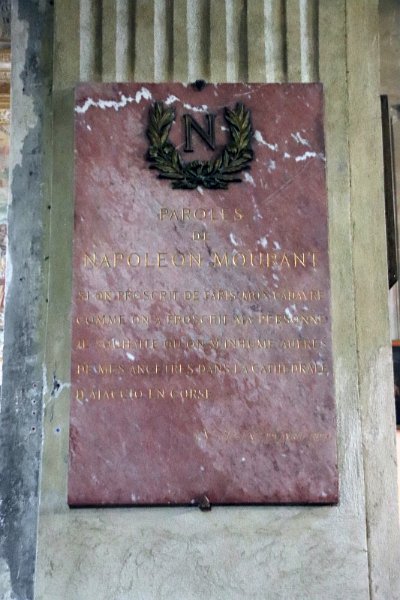 N
PAROLES
DE
NAPOLEON MOURANT
SI ON PROSCRIT DE PARIS MON CADAVRE
COMME ON A PROSCRIT MA PERSONNE
JE SOUHAITE QU'ON M'INHUME AUPRES
DE MES ANCETRES DANS LA CATHEDRALE
D'AJACCIO EN CORSE